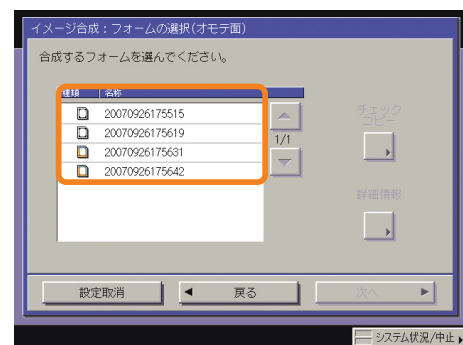 イメージ合成：フォームの選択(オモテ面)
合成するフォームを選んでください。
種類 名称
20070926175515
20070926175619
20070926175631
20070926175642
1/1
チェック
コピー
詳細情報
設定取消
戻る
次へ
システム状況/中止